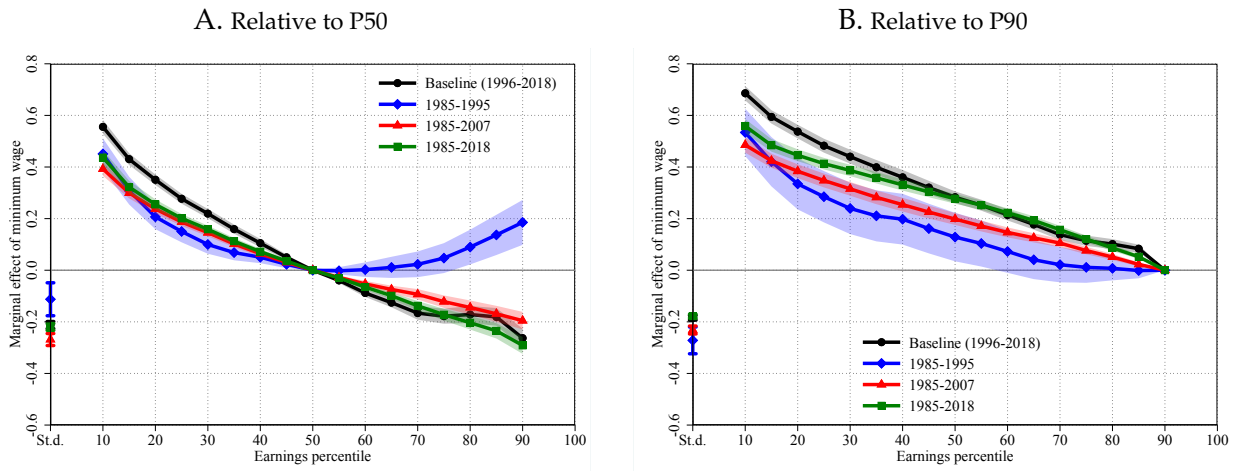 A. Relative to P50
Marginal effect of minimum wage
0.8
0.6
0.4
0.2
0.0
-0.2
-0.4
-0.6
Baseline (1996-2018)
1985-1995
1985-2007
1985-2018
St.d. 10 20 30 40 50 60 70 80 90 100
Earnings percentile
B. Relative to P90
Marginal effect of minimum wage
0.8
0.6
0.4
0.2
0.0
-0.2
-0.4
-0.6
Baseline (1996-2018)
1985-1995
1985-2007
1985-2018
St.d. 10 20 30 40 50 60 70 80 90 100
Earnings percentile